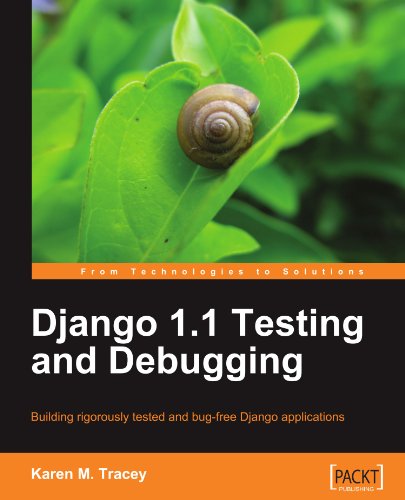 From Technologies to Solutions
Django 1.1 Testing
and Debugging
Building rigorously tested and bug-free Django applications
Karen M. Tracey
PACKT
PUBLISHING